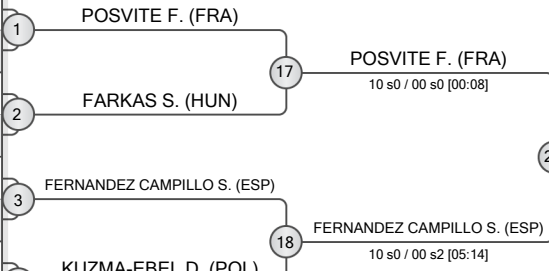 POSVITE F. (FRA)
1
17
POSVITE F. (FRA)
10 s0 / 00 s0 [00:08]
FARKAS S. (HUN)
2
FERNANDEZ CAMPILLO S. (ESP)
3
18
FERNANDEZ CAMPILLO S. (ESP)
10 s0 / 00 s2 [05:14]
KUZMA-EBEL D. (POL)